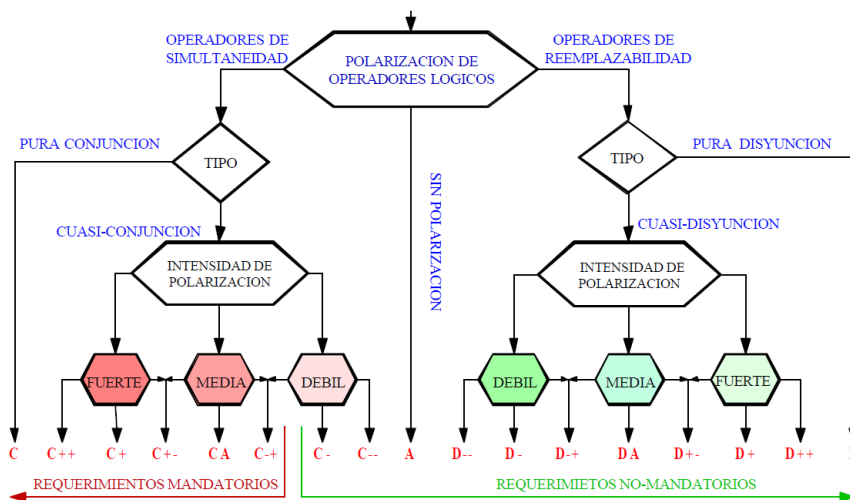 OPERADORES DE
SIMULTANEIDAD
POLARIZACION DE
OPERADORES LOGICOS
OPERADORES DE
REEMPLAZABILIDAD
PURA CONJUNCION
TIPO
TIPO
PURA DISYUNCION
SIN POLARIZACION
CUASI-CONJUNCION
CUASI-DISYUNCION
INTENSIDAD DE
POLARIZACION
INTENSIDAD DE
POLARIZACION
FUERTE
MEDIA
DEBIL
DEBIL
MEDIA
FUERTE
C C++ C+ C+- CA C-+ C- C-- A D-- D- D-+ DA D+- D+ D++
REQUERIMIENTOS MANDATORIOS
REQUERIMIETOS NO-MANDATORIOS